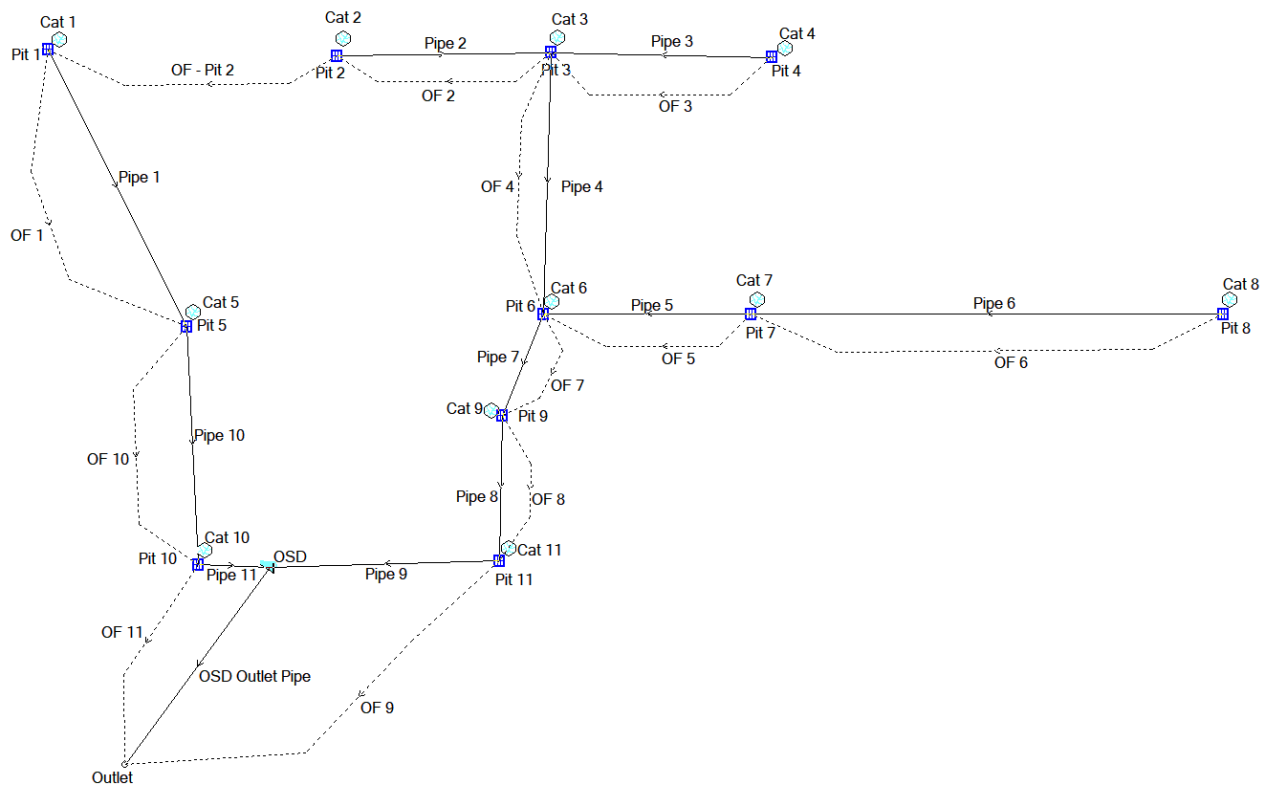 Cat 1
Cat 2
Cat 3
Cat 4
Pit 1
Pipe 2
Pipe 3
Pit 2
Pit 3
Pit 4
OF - Pit 2
OF 2
OF 3
Pipe 1
OF 4
Pipe 4
OF 1
Cat 5
Pit 5
Cat 6
Pit 6
Pipe 5
Cat 7
Pit 7
Pipe 6
Cat 8
Pit 8
OF 5
OF 6
Pipe 7
OF 7
Cat 9
Pit 9
Pipe 10
OF 10
Pipe 8
OF 8
Cat 10
Pit 10
OSD
Cat 11
Pipe 11
Pipe 9
Pit 11
OF 11
OSD Outlet Pipe
OF 9
Outlet